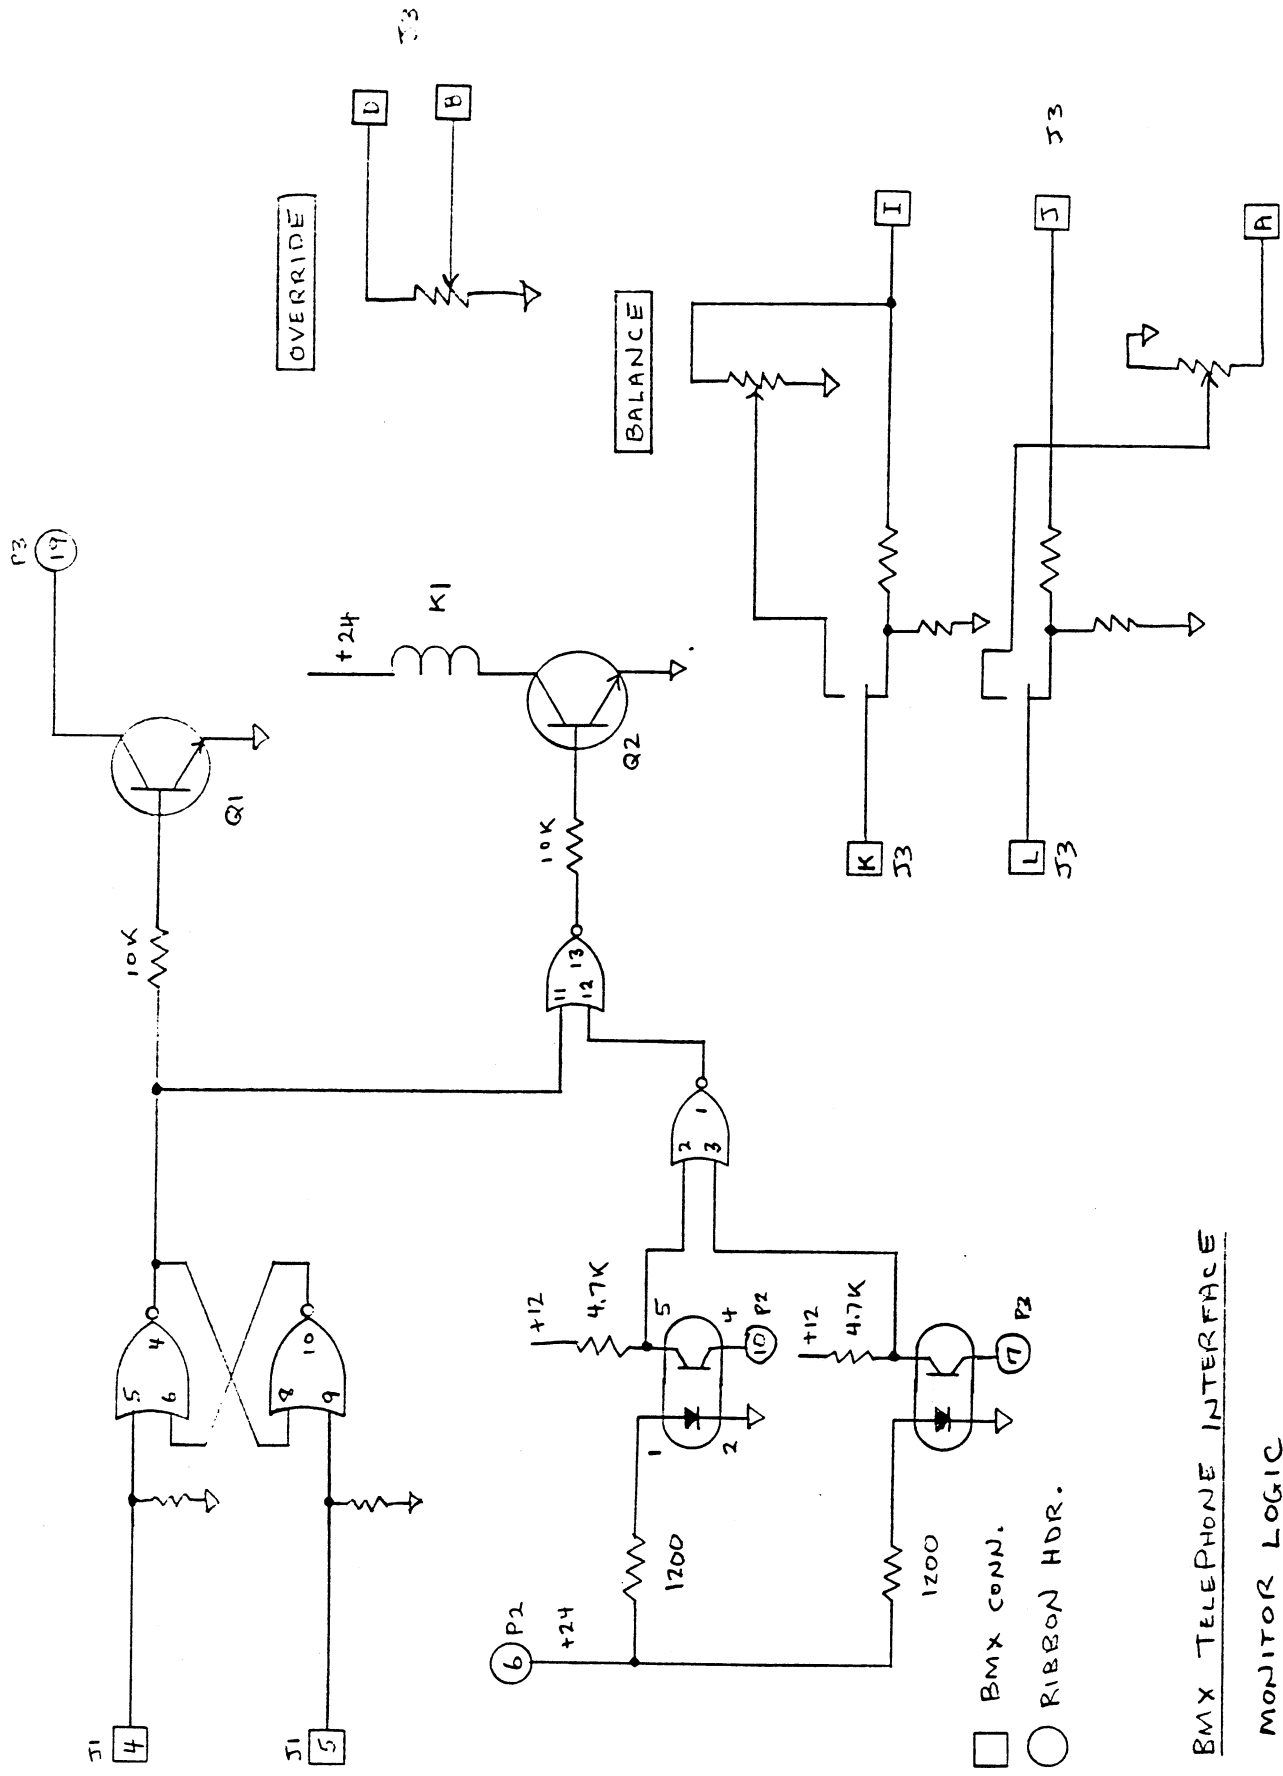 J1
4
J1
5
5
6
4
8
9
10
10K
Q1
P3
19
11
12
13
10K
Q2
+24
K1
OVERRIDE
D
B
J3
6
P2
+24
1200
1200
1
2
5
4
+12
4.7K
10
P2
+12
4.7K
7
P3
2
3
1
BALANCE
K
J3
I
L
J3
J
J3
A
BMX CONN.
RIBBON HDR.
BMX TELEPHONE INTERFACE
MONITOR LOGIC